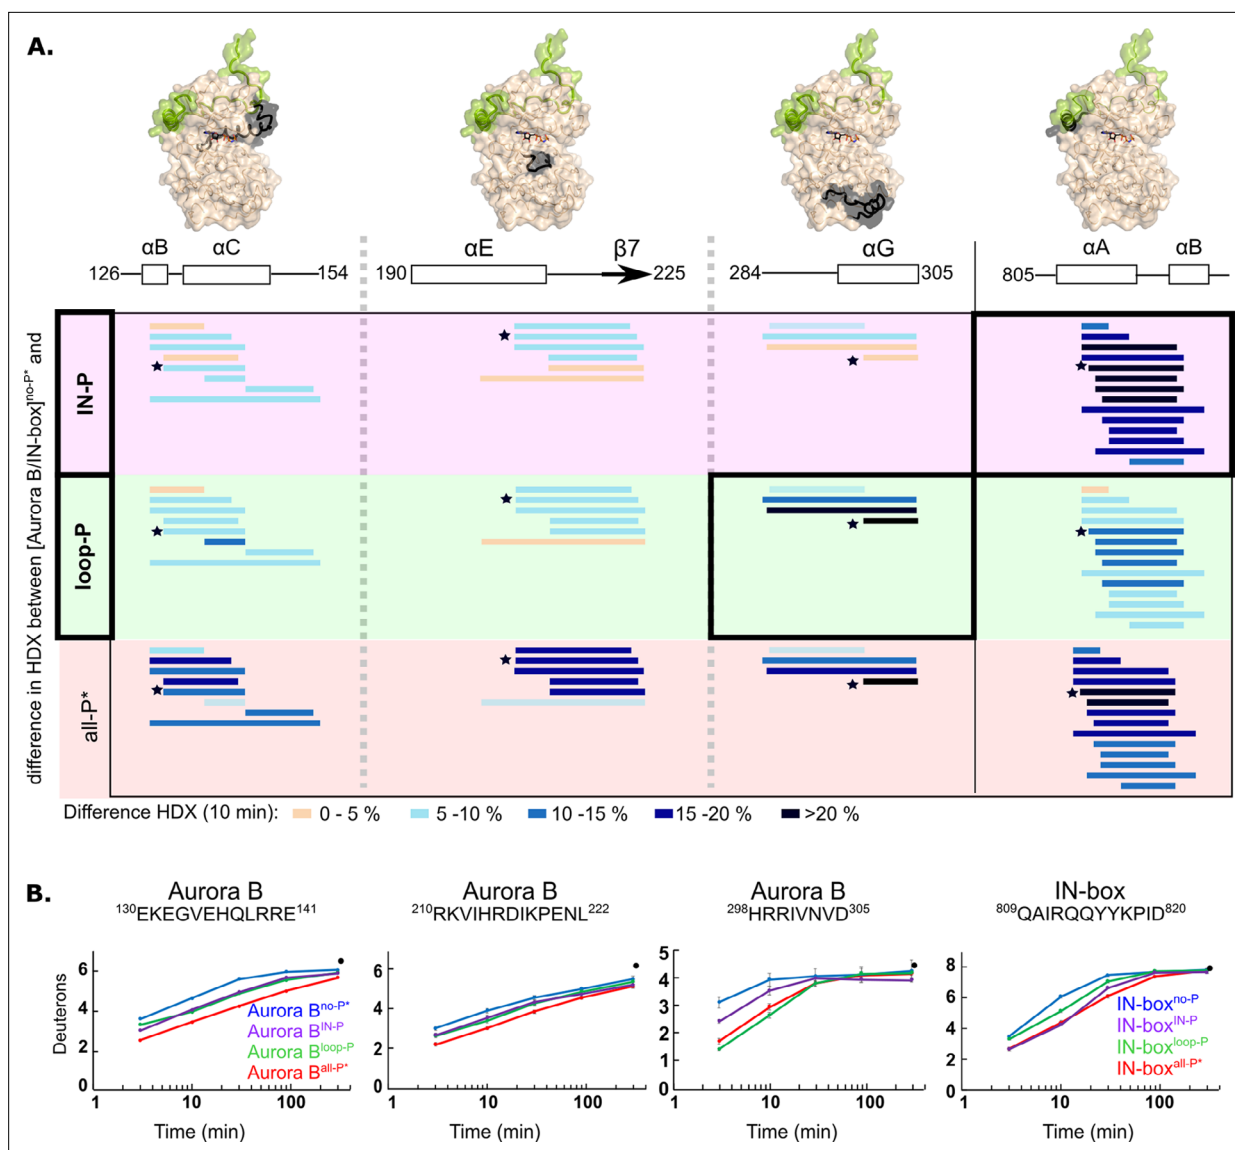 A.
αB αC αE β7 αG αA αB
126 154 190 225 284 305 805
difference in HDX between [Aurora B/IN-box]no-P* and
IN-P
loop-P
all-P*
Difference HDX (10 min): 0 - 5 % 5 -10 % 10 -15 % 15 -20 % >20 %
B.
Aurora B
130EKEGVEHQLRRE141
Deuterons
6
4
2
0
Aurora Bno-P*
Aurora BIN-P
Aurora Bloop-P
Aurora Ball-P*
1 10 100
Time (min)
Aurora B
210RKVIHRDIKPENL222
6
4
2
0
1 10 100
Time (min)
Aurora B
298HRRIVNVD305
5
4
3
2
1
0
1 10 100
Time (min)
IN-box
809QAIRQQYYKPID820
8
6
4
2
0
IN-boxno-P
IN-boxIN-P
IN-boxloop-P
IN-boxall-P*
1 10 100
Time (min)